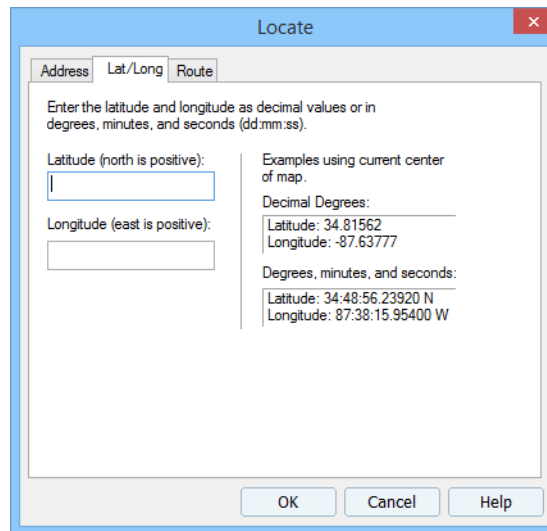 Locate
Address Lat/Long Route
Enter the latitude and longitude as decimal values or in
degrees, minutes, and seconds (dd:mm:ss).
Latitude (north is positive):
Longitude (east is positive):
Examples using current center
of map.
Decimal Degrees:
Latitude: 34.81562
Longitude: -87.63777
Degrees, minutes, and seconds:
Latitude: 34:48:56.23920 N
Longitude: 87:38:15.95400 W
OK Cancel Help